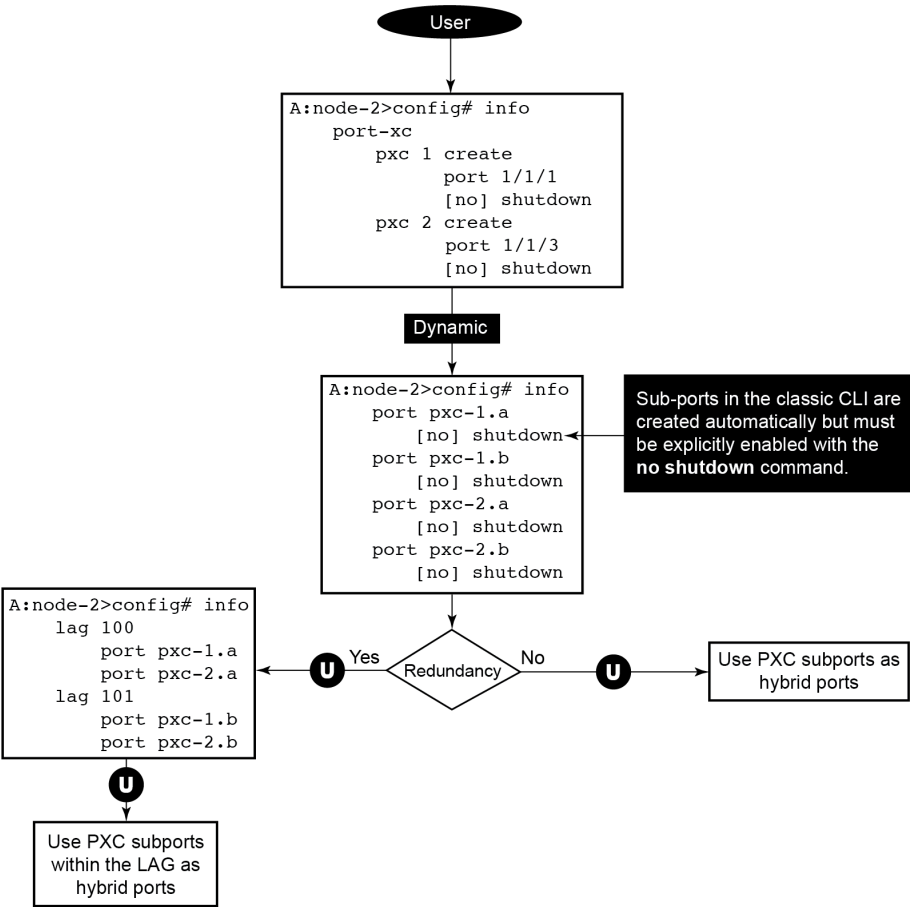 User
A:node-2>config# info
port-xc
pxc 1 create
port 1/1/1
[no] shutdown
pxc 2 create
port 1/1/3
[no] shutdown
Dynamic
A:node-2>config# info
port pxc-1.a
[no] shutdown
port pxc-1.b
[no] shutdown
port pxc-2.a
[no] shutdown
port pxc-2.b
[no] shutdown
Sub-ports in the classic CLI are
created automatically but must
be explicitly enabled with the
no shutdown command.
Redundancy
Yes
U
No
U
A:node-2>config# info
lag 100
port pxc-1.a
port pxc-2.a
lag 101
port pxc-1.b
port pxc-2.b
Use PXC subports as
hybrid ports
U
Use PXC subports
within the LAG as
hybrid ports